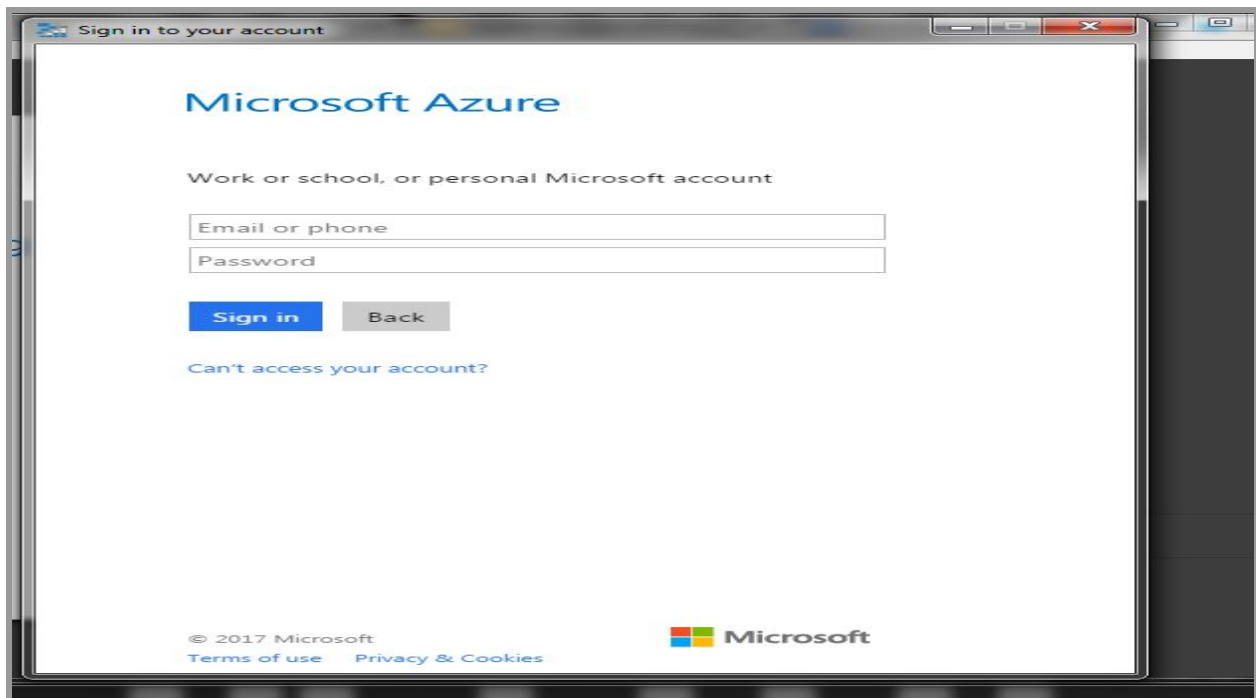 Sign in to your account
Microsoft Azure
Work or school, or personal Microsoft account
Email or phone
Password
Sign in Back
Can't access your account?
© 2017 Microsoft
Microsoft
Terms of use Privacy & Cookies